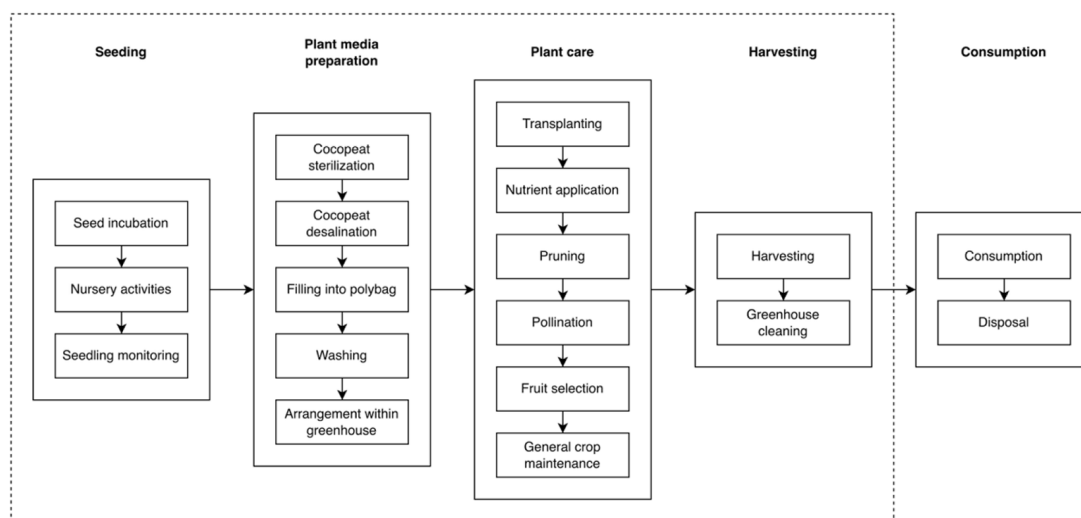 Seeding
Plant media
preparation
Plant care
Harvesting
Consumption
Seed incubation
Nursery activities
Seedling monitoring
Cocopeat
sterilization
Cocopeat
desalination
Filling into polybag
Washing
Arrangement within
greenhouse
Transplanting
Nutrient application
Pruning
Pollination
Fruit selection
General crop
maintenance
Harvesting
Greenhouse
cleaning
Consumption
Disposal